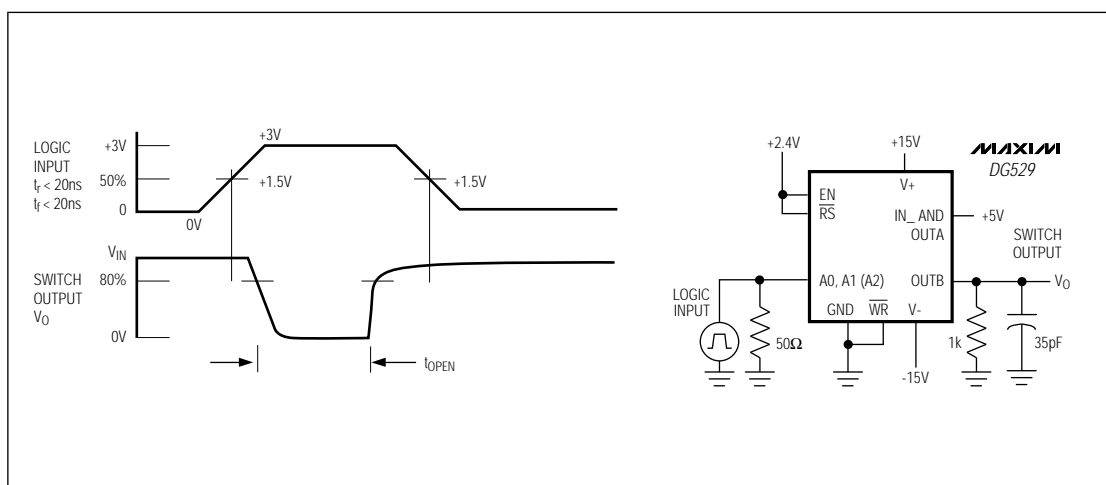 LOGIC
INPUT
tr < 20ns
tf < 20ns
+3V
50%
0
+3V
+1.5V
+1.5V
0V
VIN
80%
0V
SWITCH
OUTPUT
VO
tOPEN
+2.4V
+15V
MAXIM
DG529
V+
EN
RS
IN_ AND
OUTA
+5V
SWITCH
OUTPUT
A0, A1 (A2)
OUTB
VO
LOGIC
INPUT
GND
WR
V-
50Ω
1k
35pF
-15V